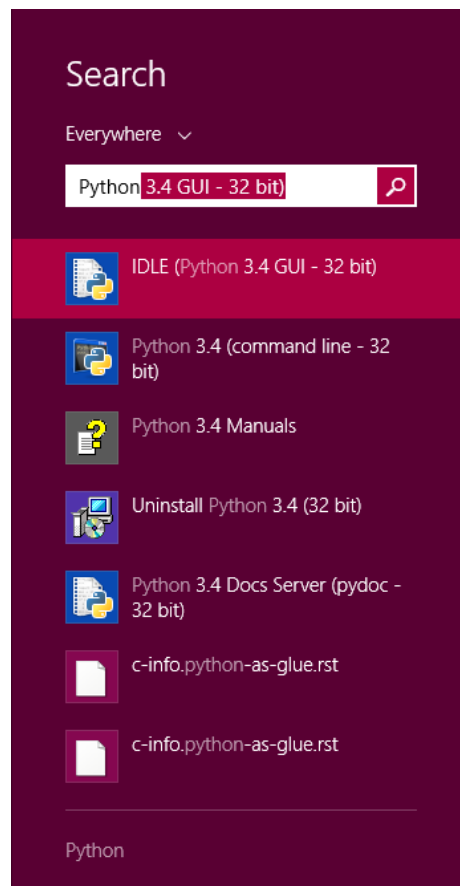 Search
Everywhere
Python 3.4 GUI - 32 bit)
IDLE (Python 3.4 GUI - 32 bit)
Python 3.4 (command line - 32
bit)
Python 3.4 Manuals
Uninstall Python 3.4 (32 bit)
Python 3.4 Docs Server (pydoc -
32 bit)
c-info.python-as-glue.rst
c-info.python-as-glue.rst
Python